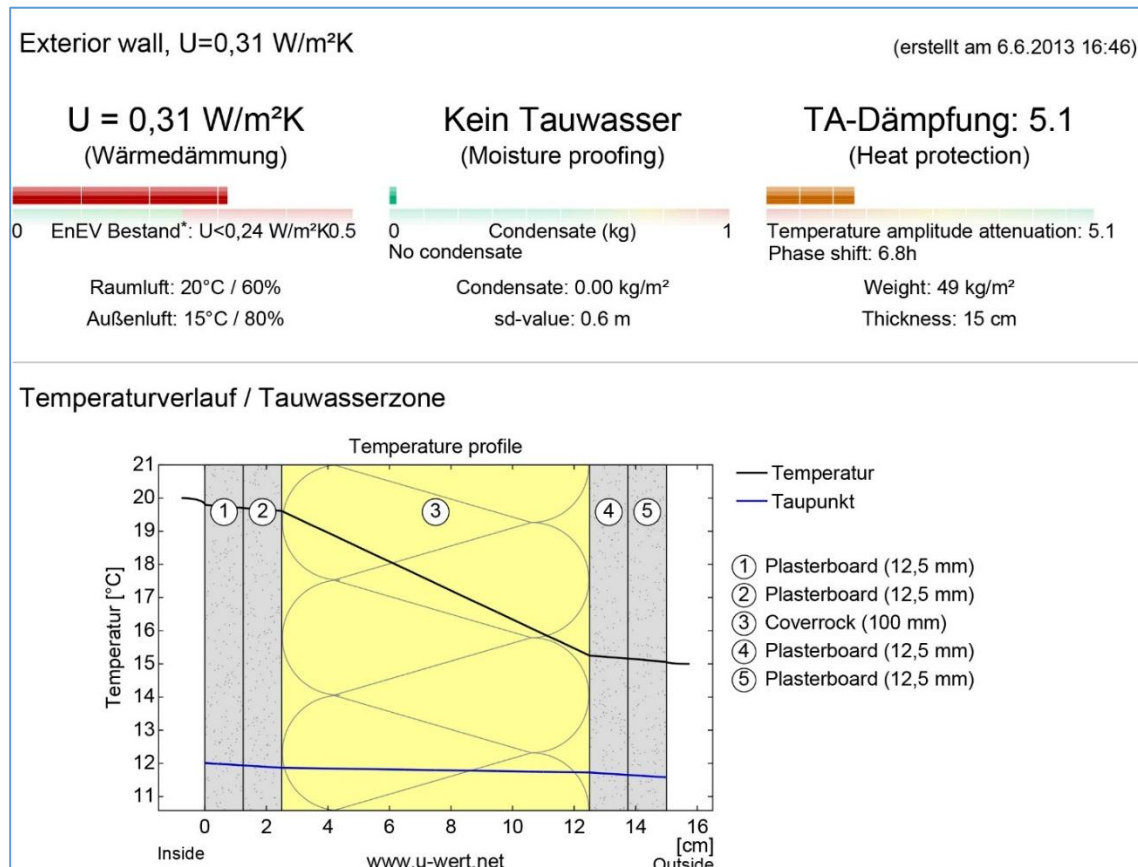 Exterior wall, U=0,31 W/m²K
(erstellt am 6.6.2013 16:46)
U = 0,31 W/m²K
(Wärmedämmung)
0 EnEV Bestand*: U<0,24 W/m²K 0.5
Raumluft: 20°C / 60%
Außenluft: 15°C / 80%
Kein Tauwasser
(Moisture proofing)
0 Condensate (kg) 1
No condensate
Condensate: 0.00 kg/m²
sd-value: 0.6 m
TA-Dämpfung: 5.1
(Heat protection)
Temperature amplitude attenuation: 5.1
Phase shift: 6.8h
Weight: 49 kg/m²
Thickness: 15 cm
Temperaturverlauf / Tauwasserzone
Temperature profile
Temperatur [°C]
21
20
19
18
17
16
15
14
13
12
11
1 2 3 4 5
0 2 4 6 8 10 12 14 16
[cm]
Inside
www.u-wert.net
Outside
Temperatur
Taupunkt
1 Plasterboard (12,5 mm)
2 Plasterboard (12,5 mm)
3 Coverrock (100 mm)
4 Plasterboard (12,5 mm)
5 Plasterboard (12,5 mm)